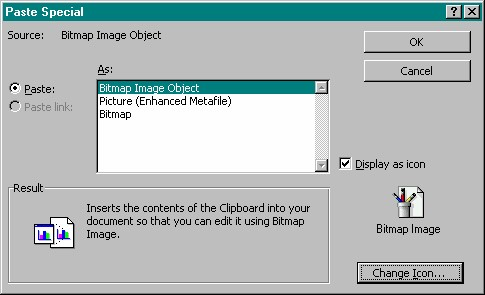 Paste Special
Source: Bitmap Image Object
OK
Cancel
As:
Paste:
Paste link:
Bitmap Image Object
Picture (Enhanced Metafile)
Bitmap
Display as icon
Result
Inserts the contents of the Clipboard into your
document so that you can edit it using Bitmap
Image.
Bitmap Image
Change Icon...